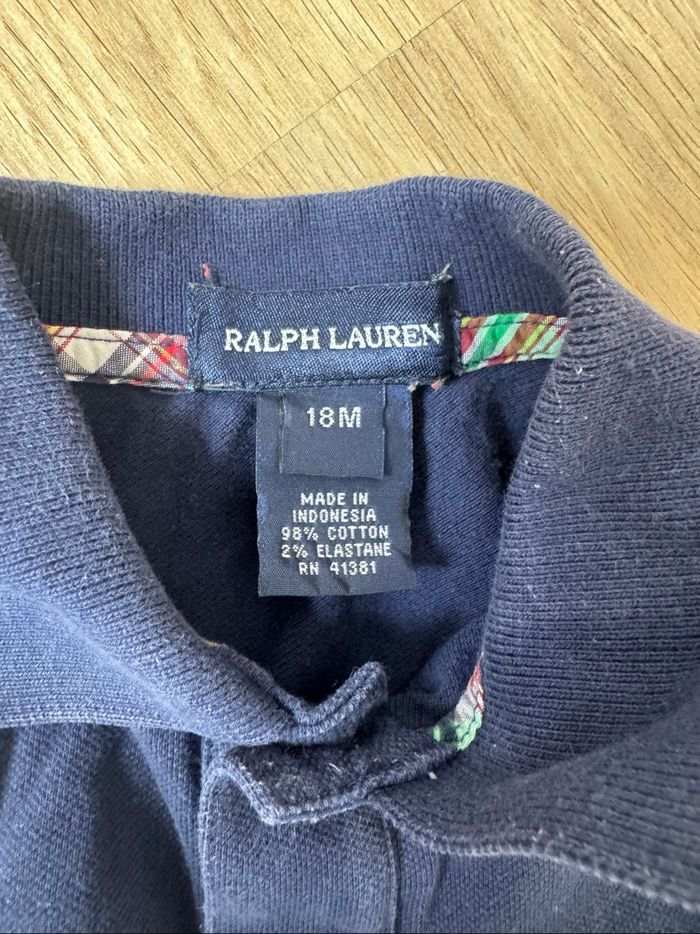 RALPH LAUREN
18M
MADE IN
INDONESIA
98% COTTON
2% ELASTANE
RN 41381